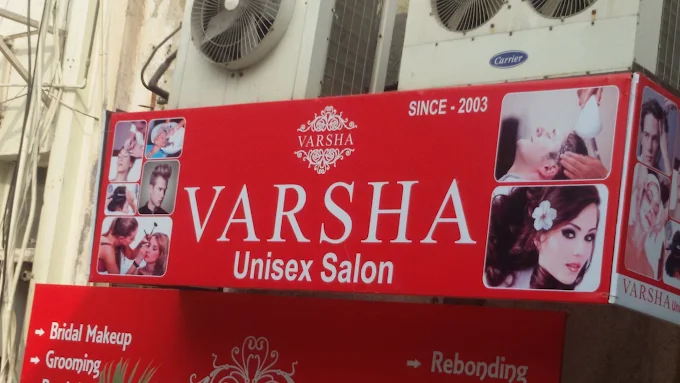 Carrier
SINCE - 2003
VARSHA
VARSHA
Unisex Salon
VARSHA
Bridal Makeup
Grooming
Rebonding